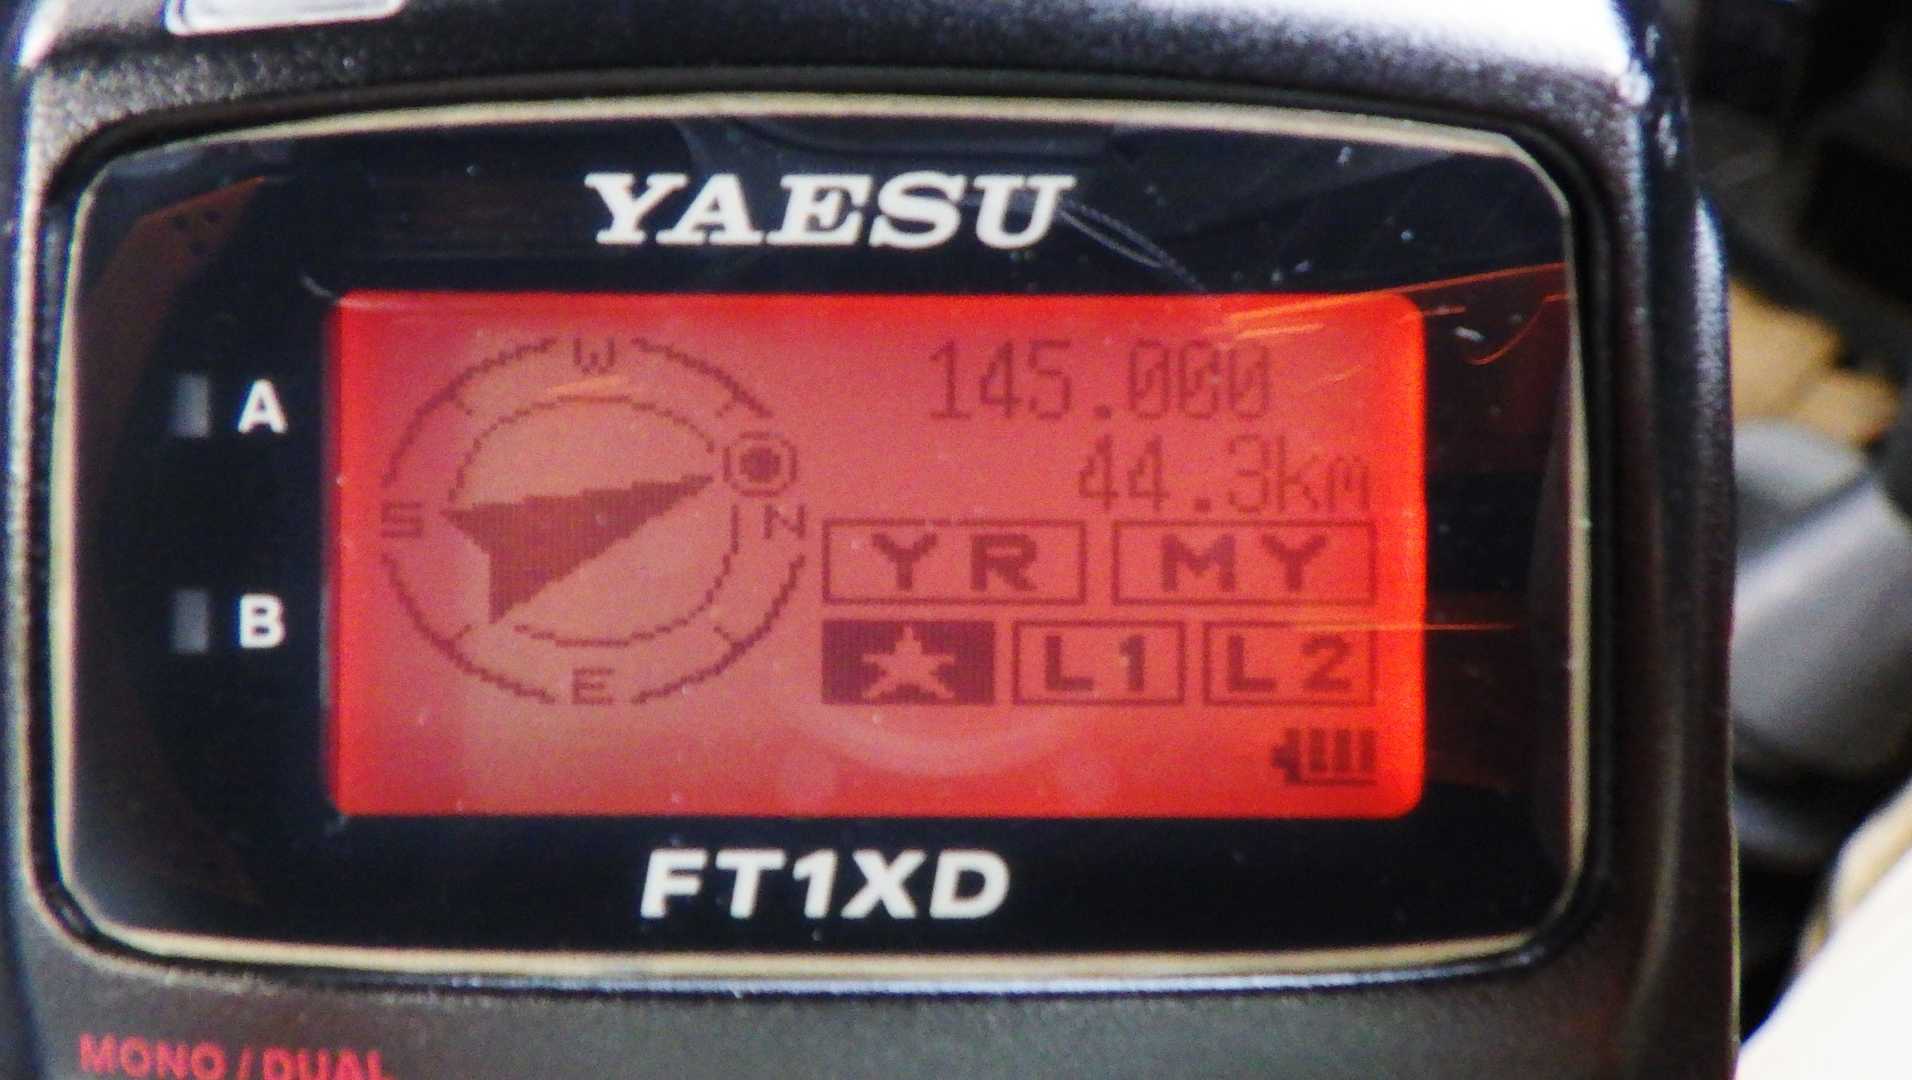 YAESU
A
B
W
S
N
E
145.000
44.3km
YR MY
L1 L2
FT1XD
MONO/DUAL